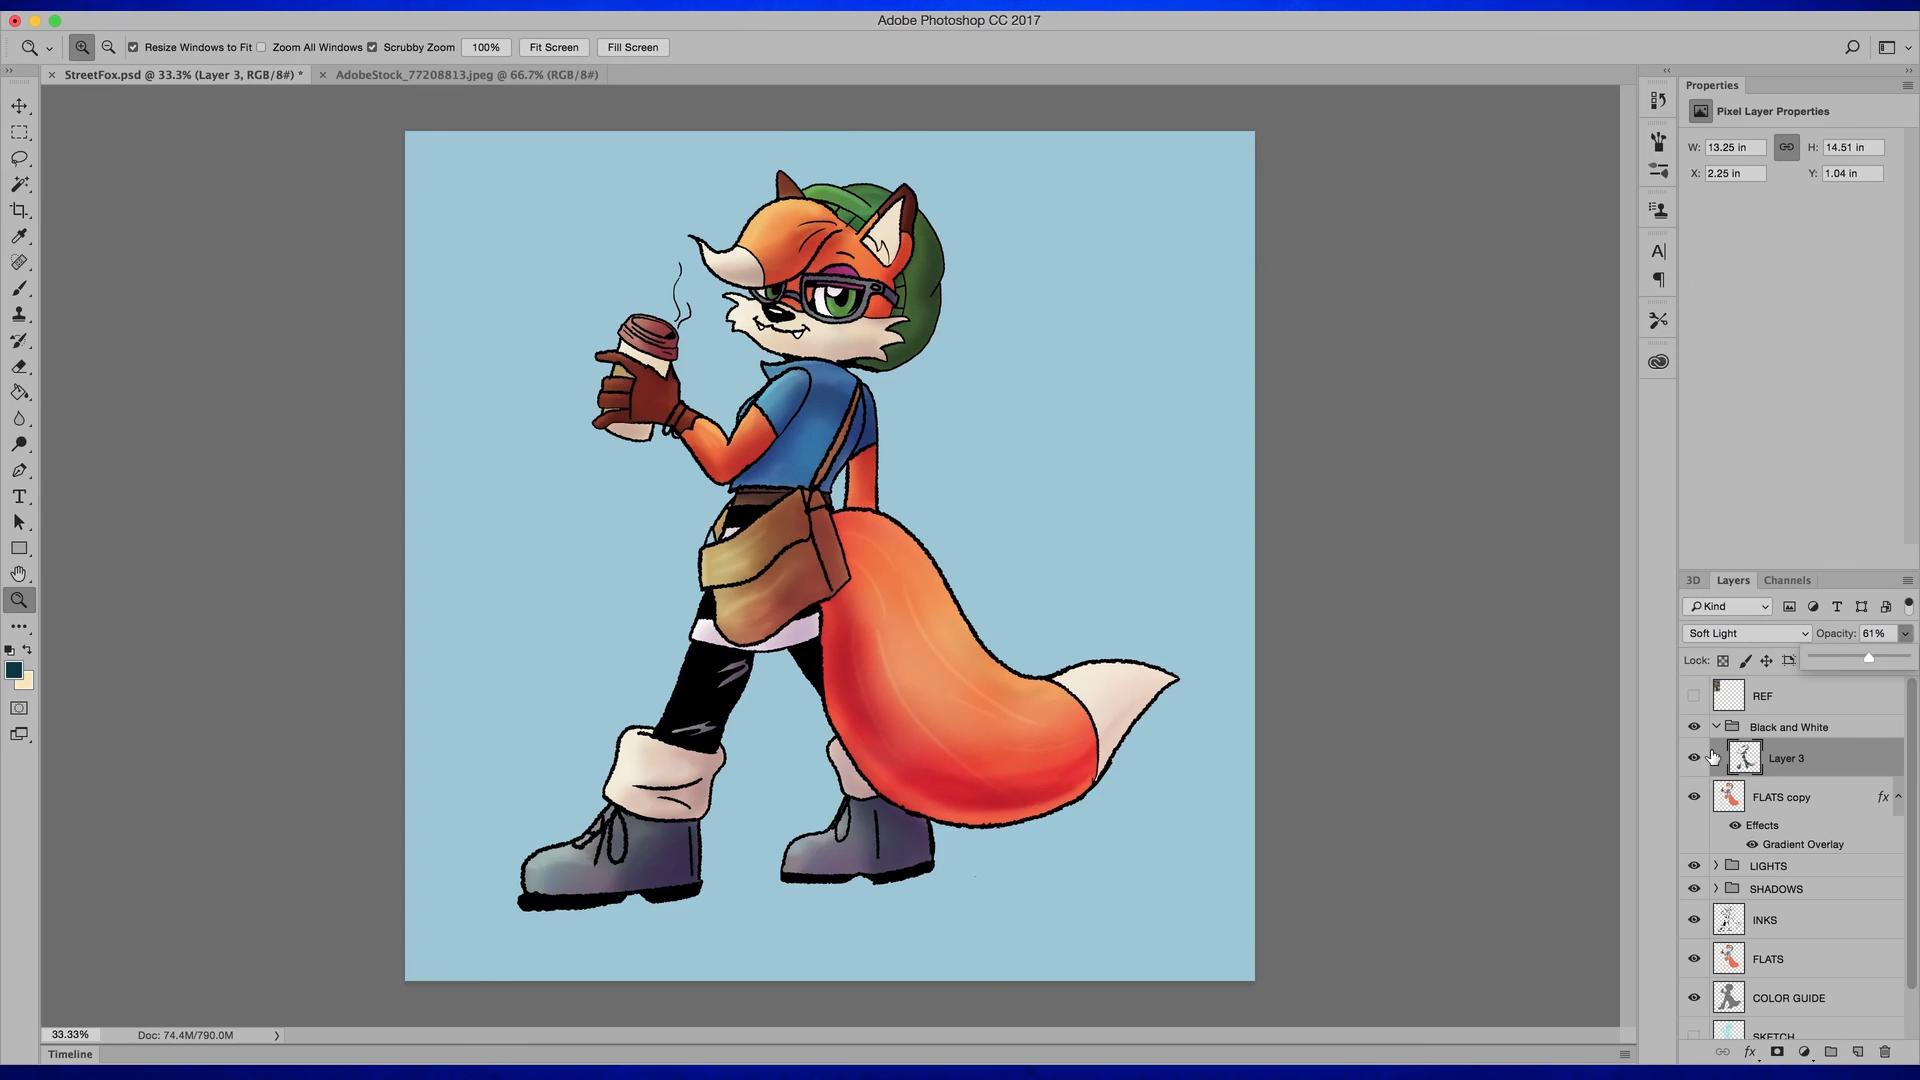 Adobe Photoshop CC 2017
Resize Windows to Fit Zoom All Windows Scrubby Zoom 100% Fit Screen Fill Screen
StreetFox.psd @ 33.3% (Layer 3, RGB/8#) * AdobeStock_77208813.jpeg @ 66.7% (RGB/8#)
Properties
Pixel Layer Properties
W: 13.25 in H: 14.51 in
X: 2.25 in Y: 1.04 in
3D Layers Channels
Kind
Soft Light Opacity: 61%
Lock:
REF
Black and White
Layer 3
FLATS copy fx
Effects
Gradient Overlay
LIGHTS
SHADOWS
INKS
FLATS
COLOR GUIDE
SKETCH
fx
33.33% Doc: 74.4M/790.0M
Timeline